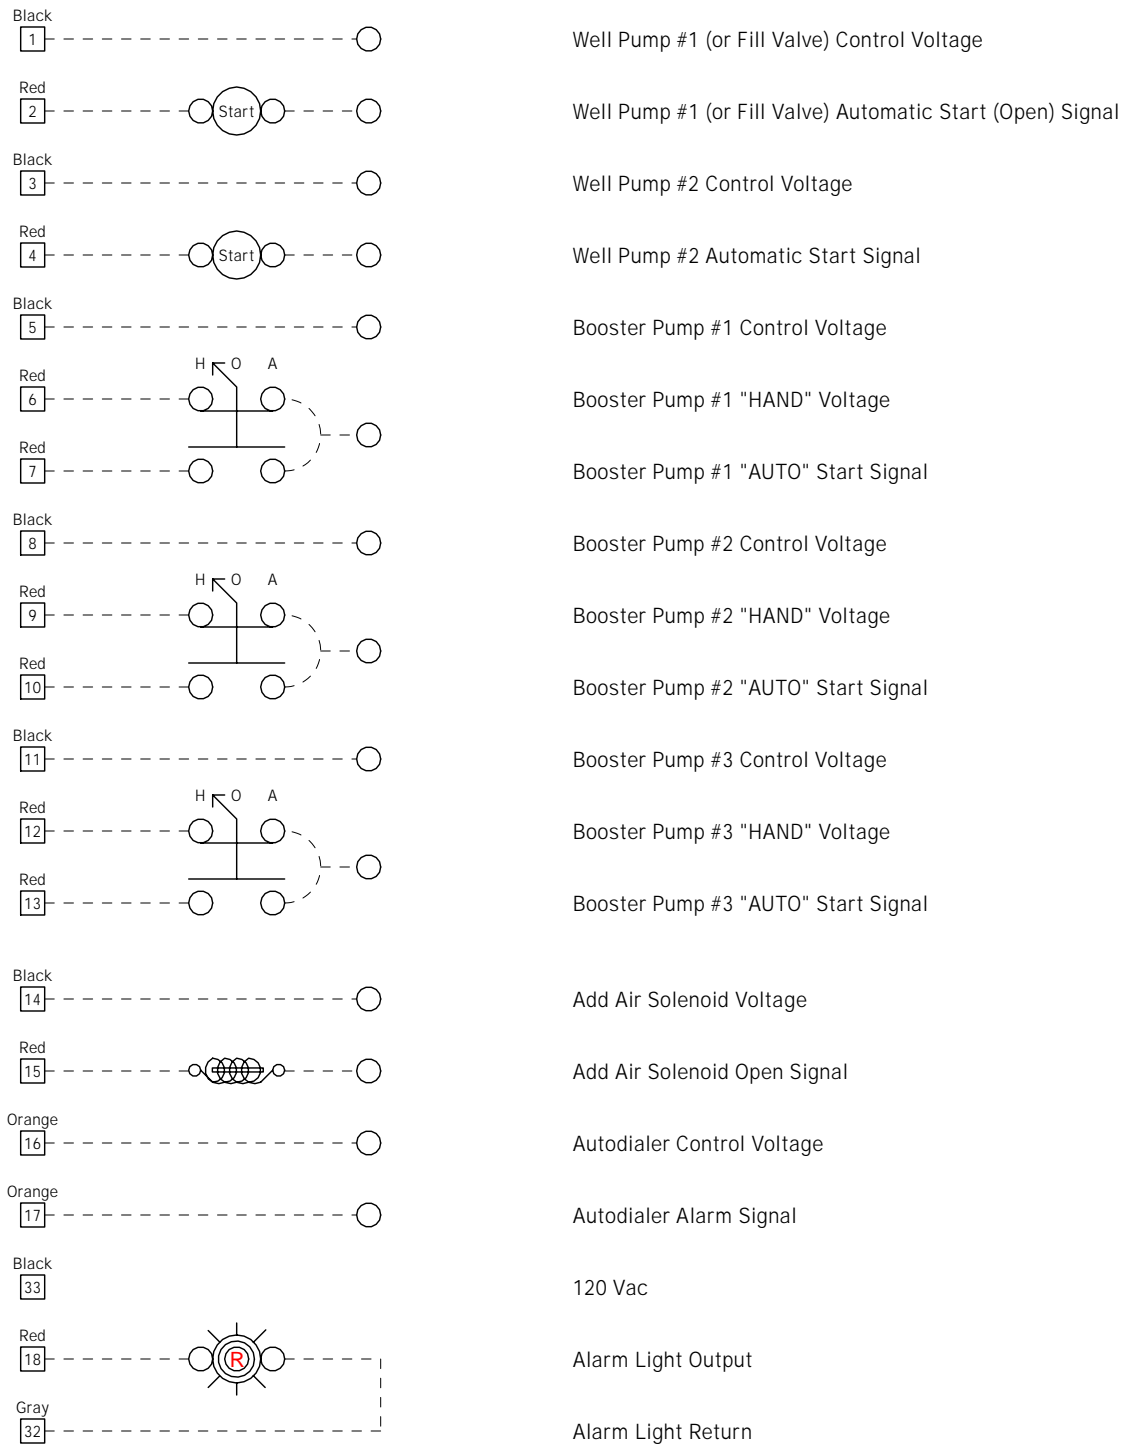 Black
1 Well Pump #1 (or Fill Valve) Control Voltage
Red
2 Start Well Pump #1 (or Fill Valve) Automatic Start (Open) Signal
Black
3 Well Pump #2 Control Voltage
Red
4 Start Well Pump #2 Automatic Start Signal
Black
5 Booster Pump #1 Control Voltage
H O A
Red
6 Booster Pump #1 "HAND" Voltage
Red
7 Booster Pump #1 "AUTO" Start Signal
Black
8 Booster Pump #2 Control Voltage
H O A
Red
9 Booster Pump #2 "HAND" Voltage
Red
10 Booster Pump #2 "AUTO" Start Signal
Black
11 Booster Pump #3 Control Voltage
H O A
Red
12 Booster Pump #3 "HAND" Voltage
Red
13 Booster Pump #3 "AUTO" Start Signal
Black
14 Add Air Solenoid Voltage
Red
15 Add Air Solenoid Open Signal
Orange
16 Autodialer Control Voltage
Orange
17 Autodialer Alarm Signal
Black
33 120 Vac
Red
18 R Alarm Light Output
Gray
32 Alarm Light Return